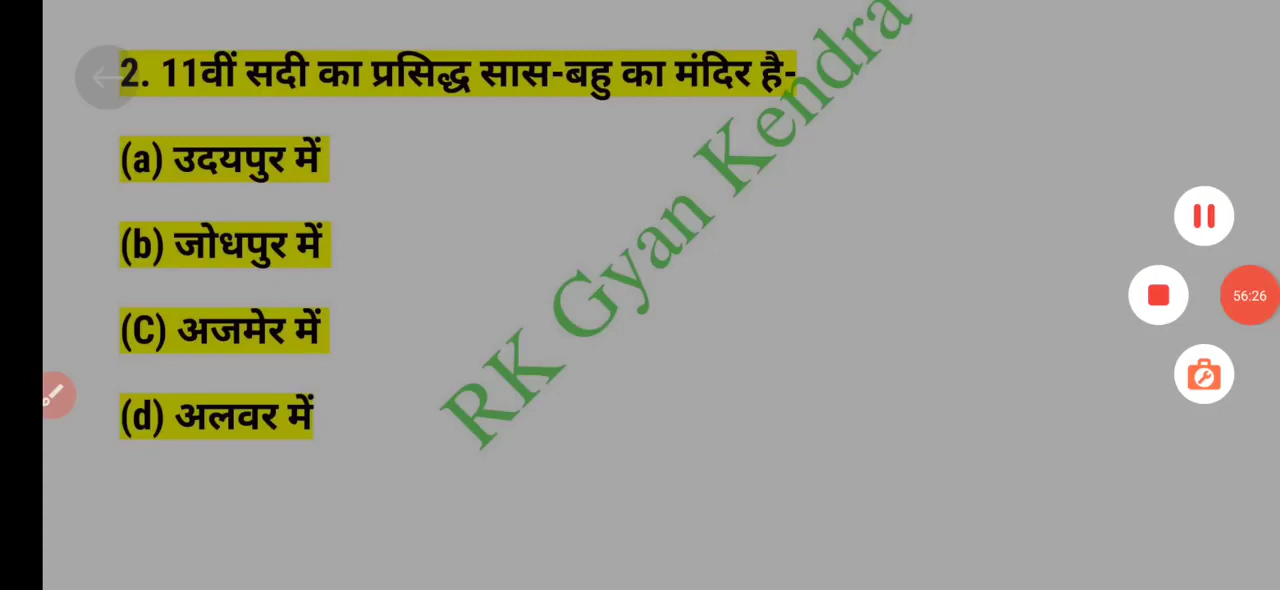 2. 11वीं सदी का प्रसिद्ध सास-बहु का मंदिर है-
(a) उदयपुर में
(b) जोधपुर में
(C) अजमेर में
(d) अलवर में
RK Gyan Kendra
56:26